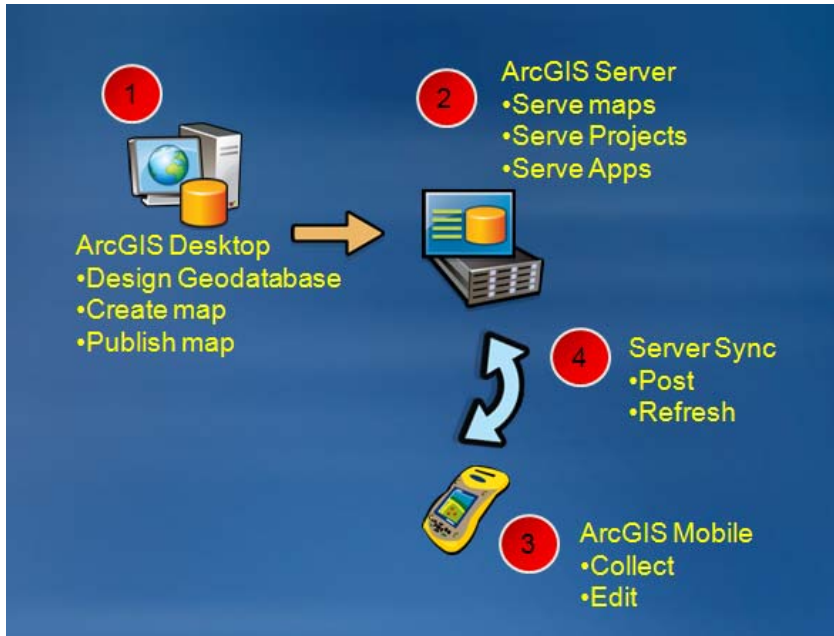 1
ArcGIS Desktop
•Design Geodatabase
•Create map
•Publish map
2
ArcGIS Server
•Serve maps
•Serve Projects
•Serve Apps
3
ArcGIS Mobile
•Collect
•Edit
4
Server Sync
•Post
•Refresh